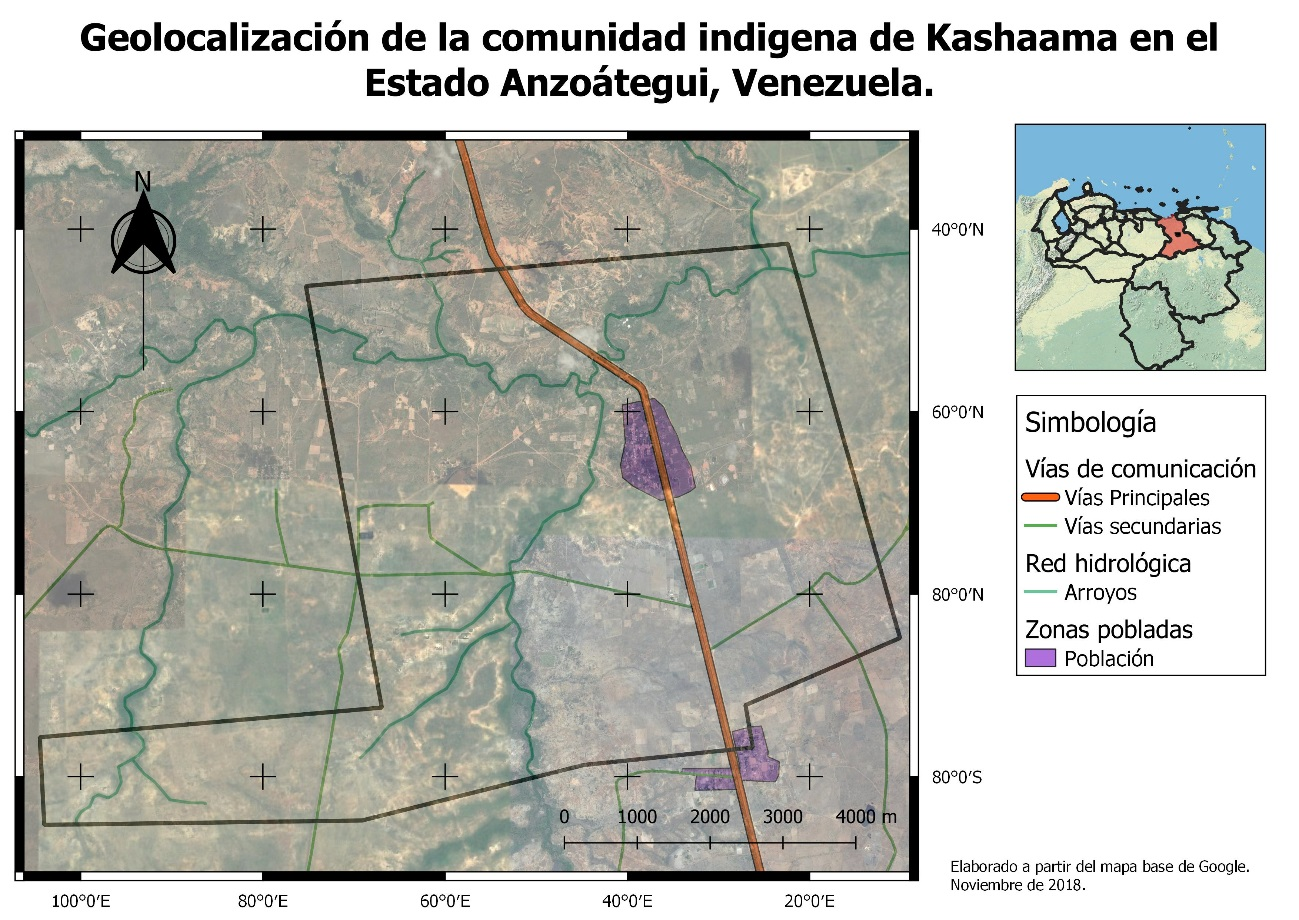 Geolocalización de la comunidad indigena de Kashaama en el
Estado Anzoátegui, Venezuela.
N
40°0'N
60°0'N
80°0'N
80°0'S
0 1000 2000 3000 4000 m
100°0'E 80°0'E 60°0'E 40°0'E 20°0'E
Simbología
Vías de comunicación
Vías Principales
Vías secundarias
Red hidrológica
Arroyos
Zonas pobladas
Población
Elaborado a partir del mapa base de Google.
Noviembre de 2018.